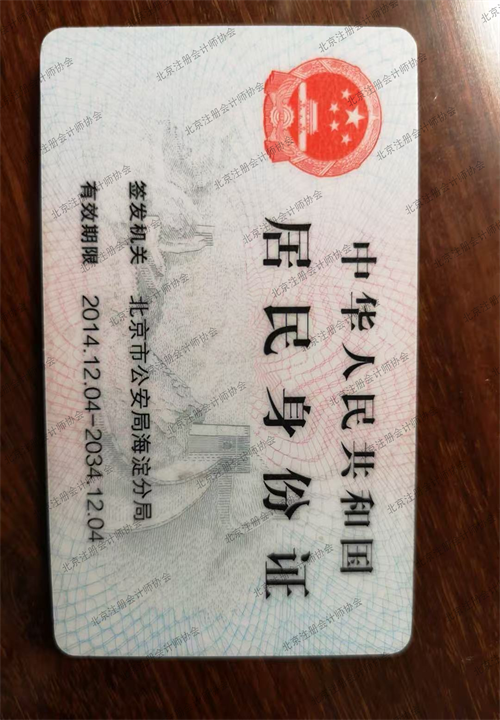 中华人民共和国
居民身份证
签发机关 北京市公安局海淀分局
有效期限 2014.12.04-2034.12.04
北京注册会计师协会